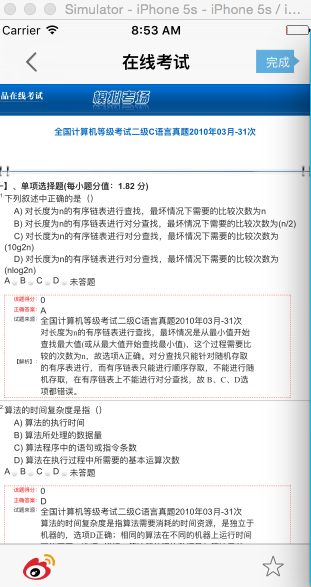 Simulator - iPhone 5s - iPhone 5s / i...
Carrier
8:53 AM
在线考试
完成
品在线考试
模拟考场
全国计算机等级考试二级C语言真题2010年03月-31次
一】、单项选择题(每小题分值：1.82 分)
1 下列叙述中正确的是（）
A) 对长度为n的有序链表进行查找，最坏情况下需要的比较次数为n
B) 对长度为n的有序链表进行对分查找，最坏情况下需要的比较次数为(n/2)
C) 对长度为n的有序链表进行对分查找，最坏情况下需要的比较次数为
(10g2n)
D) 对长度为n的有序链表进行对分查找，最坏情况下需要的比较次数为
(nlog2n)
A B C D 未答题
试题得分: 0
正确答案: A
试题来源: 全国计算机等级考试二级C语言真题2010年03月-31次
对长度为n的有序链表进行查找，最坏情况是从最小值开始
查找最大值(或从最大值开始查找最小值)，这个过程需要比
较的次数为n，故选项A正确。对分查找只能针对随机存取
【解析】: 的有序表进行，而有序链表只能进行顺序存取，不能进行随
机存取，在有序链表上不能进行对分查找，故 B、C、D选
项都错误。
2 算法的时间复杂度是指（）
A) 算法的执行时间
B) 算法所处理的数据量
C) 算法程序中的语句或指令条数
D) 算法在执行过程中所需要的基本运算次数
A B C D 未答题
试题得分: 0
正确答案: D
试题来源: 全国计算机等级考试二级C语言真题2010年03月-31次
算法的时间复杂度是指算法需要消耗的时间资源，是独立于
机器的，选项D正确：相同的算法在不同的机器上运行时间